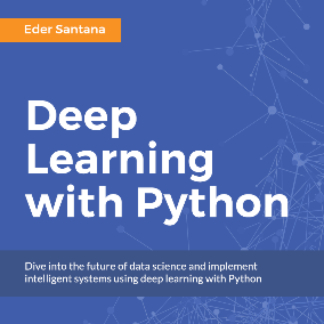 Eder Santana
Deep
Learning
with Python
Dive into the future of data science and implement
intelligent systems using deep learning with Python